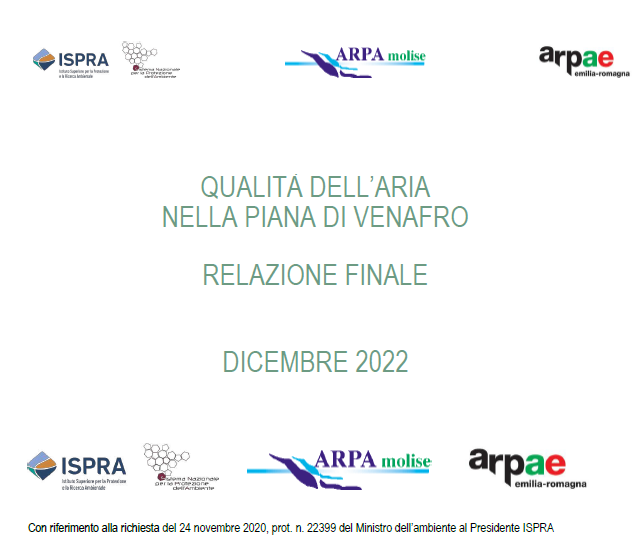 ISPRA
Istituto Superiore per la Protezione
e la Ricerca Ambientale
Sistema Nazionale
per la Protezione
dell'Ambiente
ARPA molise
arpae
emilia-romagna
QUALITÀ DELL'ARIA
NELLA PIANA DI VENAFRO
RELAZIONE FINALE
DICEMBRE 2022
ISPRA
Istituto Superiore per la Protezione
e la Ricerca Ambientale
Sistema Nazionale
per la Protezione
dell'Ambiente
ARPA molise
arpae
emilia-romagna
Con riferimento alla richiesta del 24 novembre 2020, prot. n. 22399 del Ministro dell'ambiente al Presidente ISPRA